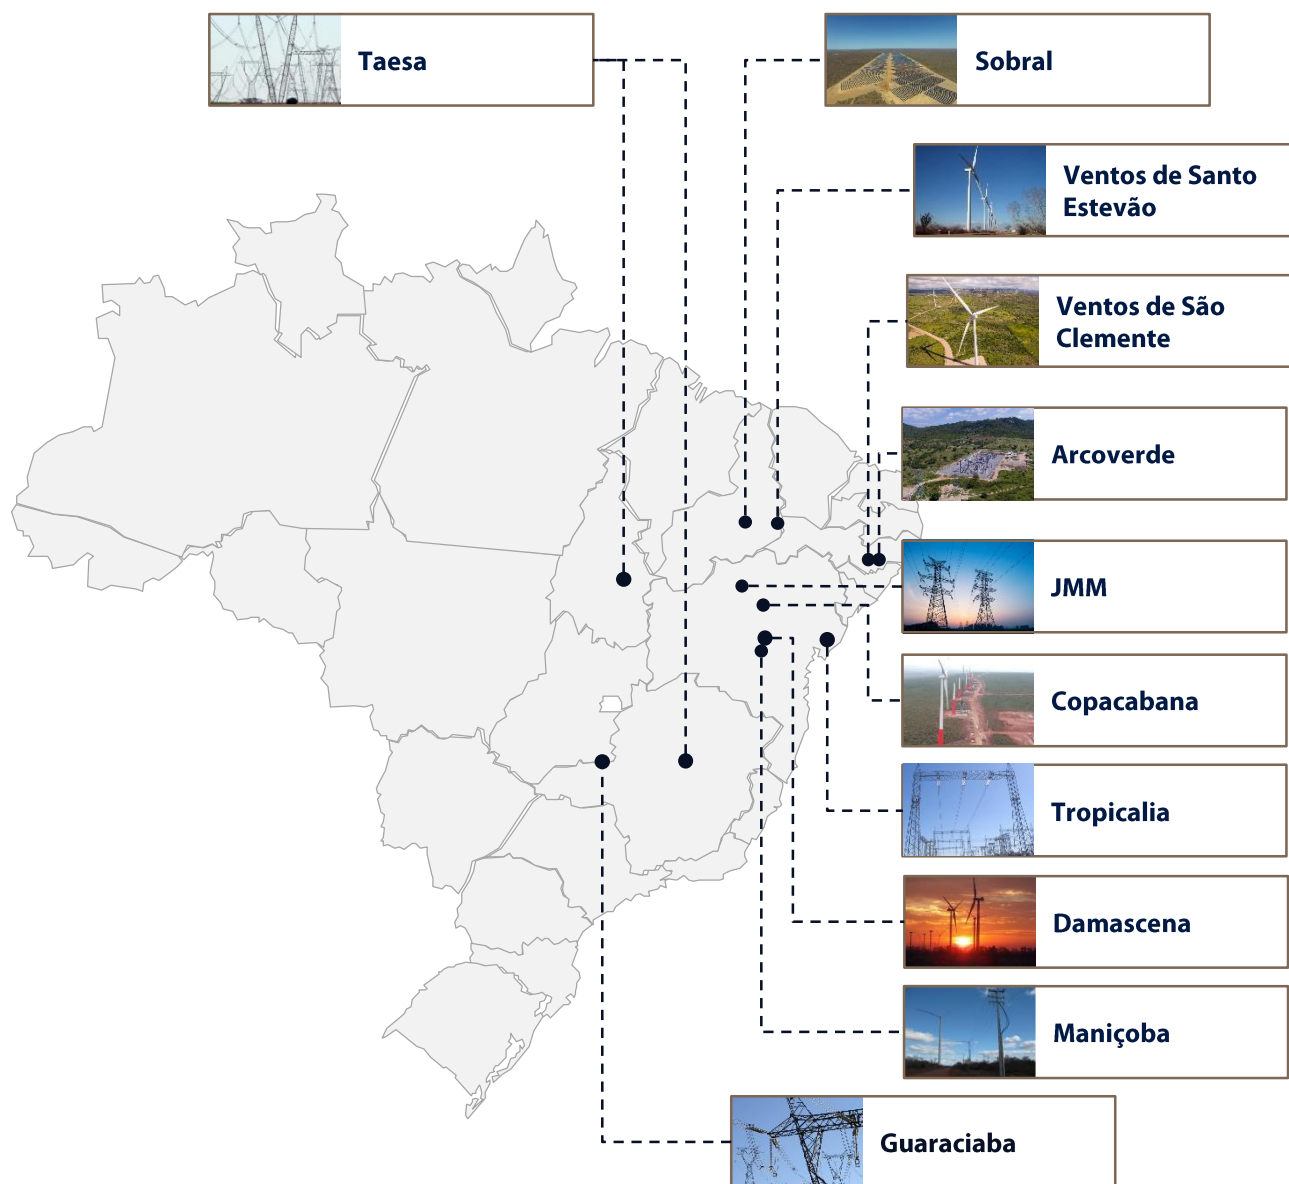 Taesa
Sobral
Ventos de Santo
Estevão
Ventos de São
Clemente
Arcoverde
JMM
Copacabana
Tropicalia
Damascena
Maniçoba
Guaraciaba